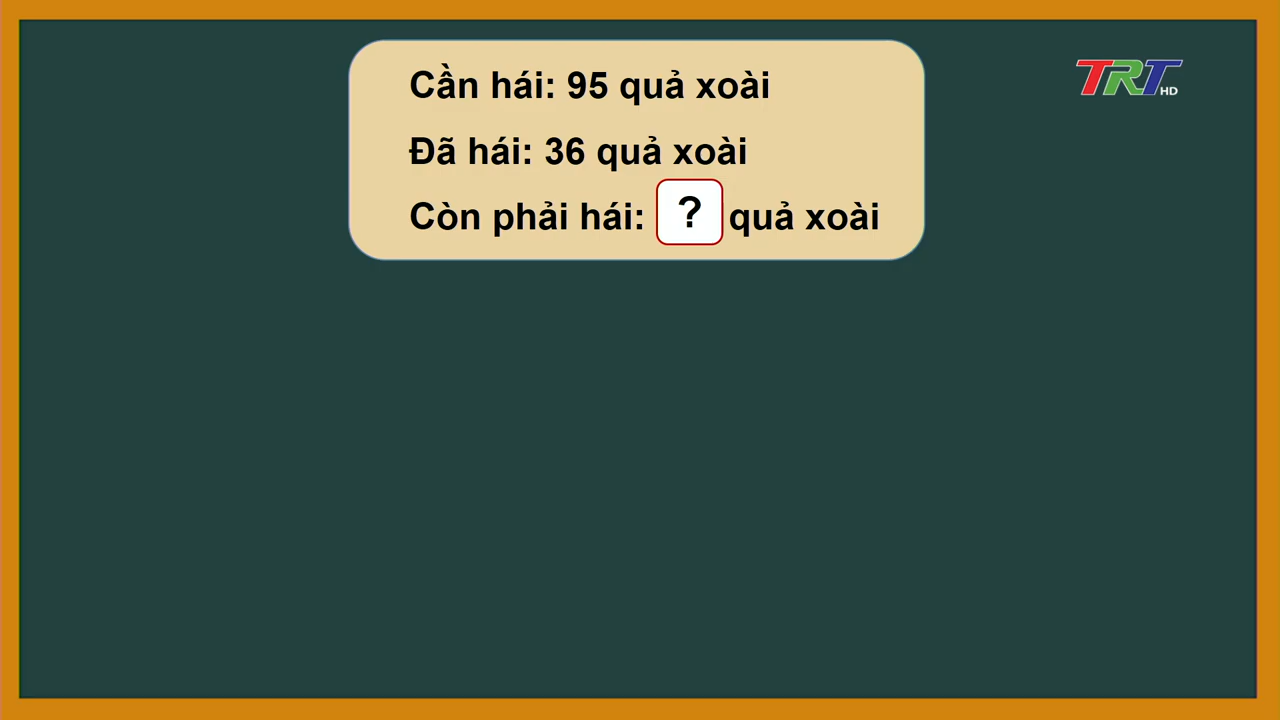 Cần hái: 95 quả xoài
Đã hái: 36 quả xoài
Còn phải hái: ? quả xoài
TRT HD